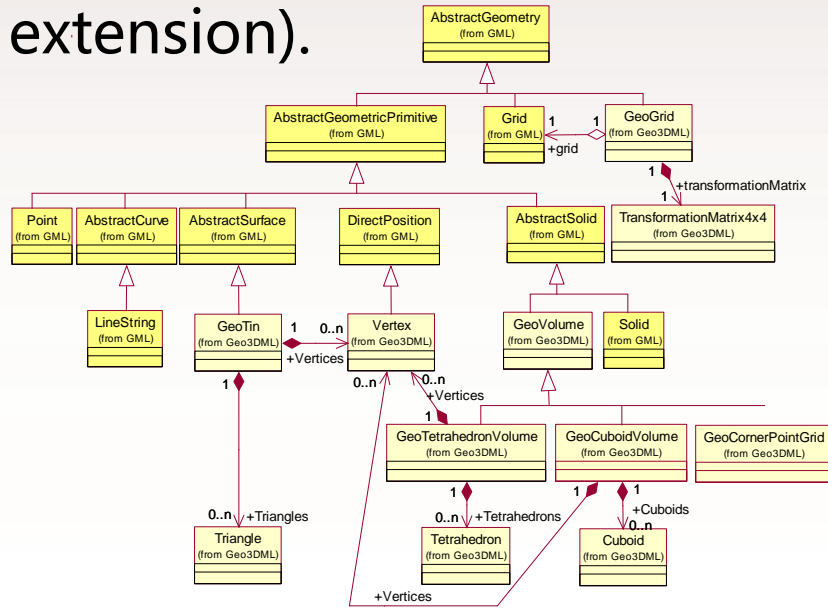 extension).
AbstractGeometry
(from GML)
AbstractGeometricPrimitive
(from GML)
Grid
(from GML)
1
1
+grid
GeoGrid
(from Geo3DML)
1
+transformationMatrix
1
Point
(from GML)
AbstractCurve
(from GML)
AbstractSurface
(from GML)
DirectPosition
(from GML)
AbstractSolid
(from GML)
TransformationMatrix4x4
(from Geo3DML)
LineString
(from GML)
GeoTin
(from Geo3DML)
1
0..n
+Vertices
Vertex
(from Geo3DML)
GeoVolume
(from Geo3DML)
Solid
(from GML)
1
0..n
0..n
+Vertices
1
GeoTetrahedronVolume
(from Geo3DML)
GeoCuboidVolume
(from Geo3DML)
GeoCornerPointGrid
(from Geo3DML)
1
1
1
+Cuboids
0..n
+Triangles
0..n
+Tetrahedrons
0..n
Triangle
(from Geo3DML)
Tetrahedron
(from Geo3DML)
Cuboid
(from Geo3DML)
+Vertices